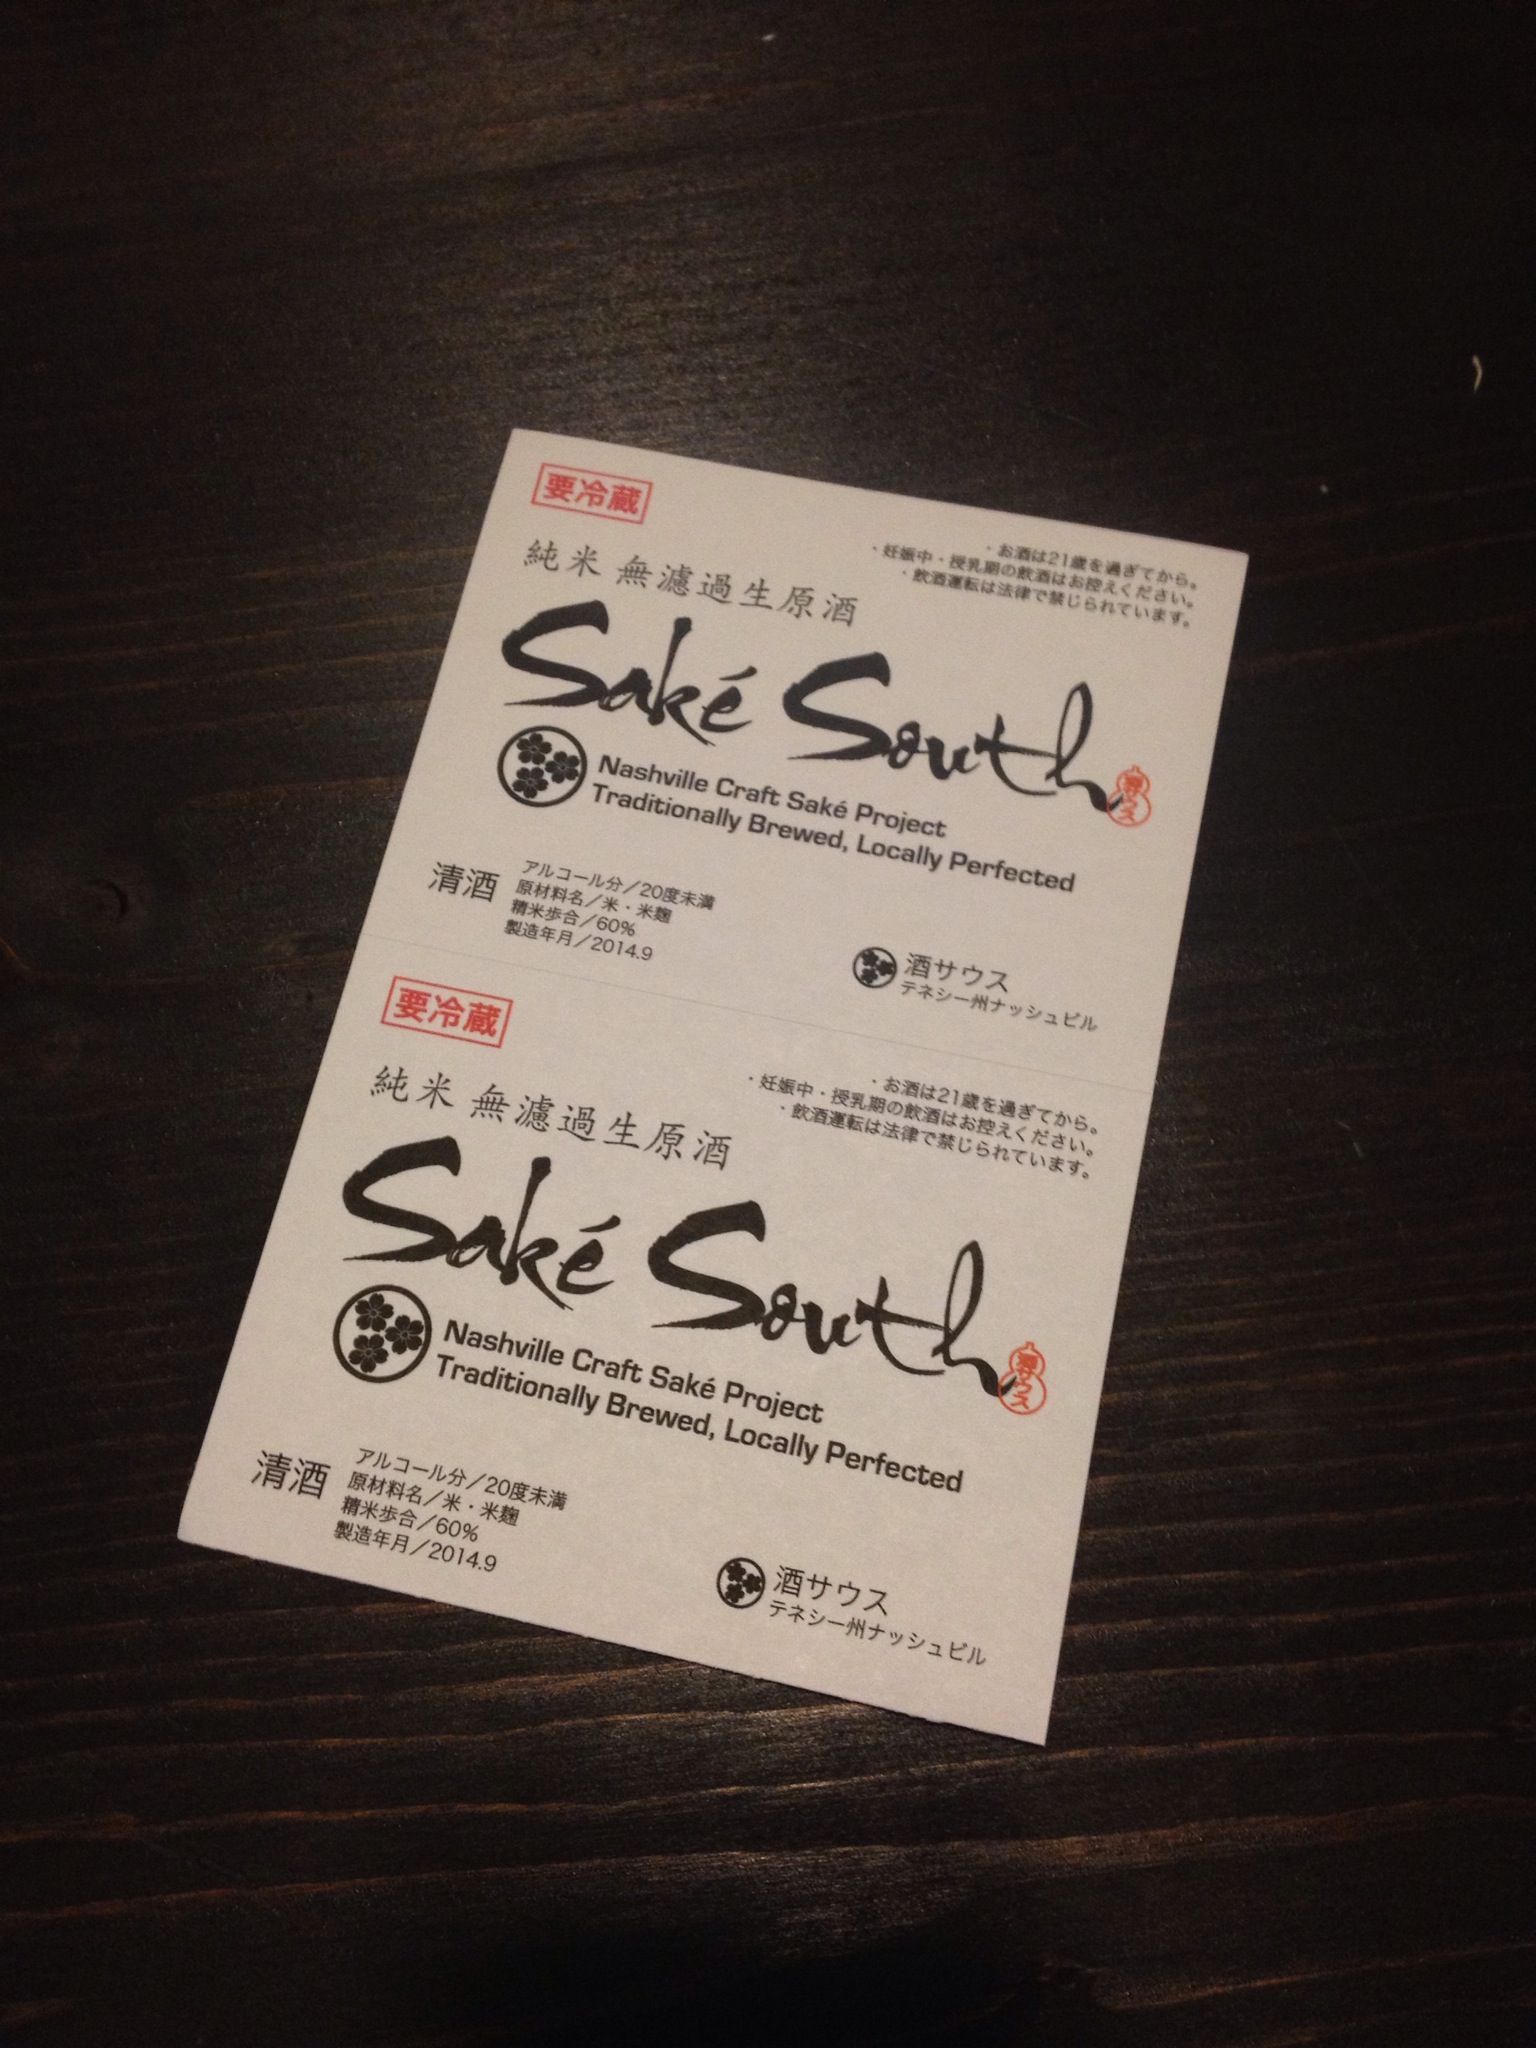 要冷蔵
・お酒は21歳を過ぎてから。
・妊娠中・授乳期の飲酒はお控えください。
・飲酒運転は法律で禁じられています。
純米 無濾過生原酒
Saké South
酒サウス
Nashville Craft Saké Project
Traditionally Brewed, Locally Perfected
清酒
アルコール分／20度未満
原材料名／米・米麹
精米歩合／60%
製造年月／2014.9
酒サウス
テネシー州ナッシュビル
要冷蔵
・お酒は21歳を過ぎてから。
・妊娠中・授乳期の飲酒はお控えください。
・飲酒運転は法律で禁じられています。
純米 無濾過生原酒
Saké South
酒サウス
Nashville Craft Saké Project
Traditionally Brewed, Locally Perfected
清酒
アルコール分／20度未満
原材料名／米・米麹
精米歩合／60%
製造年月／2014.9
酒サウス
テネシー州ナッシュビル